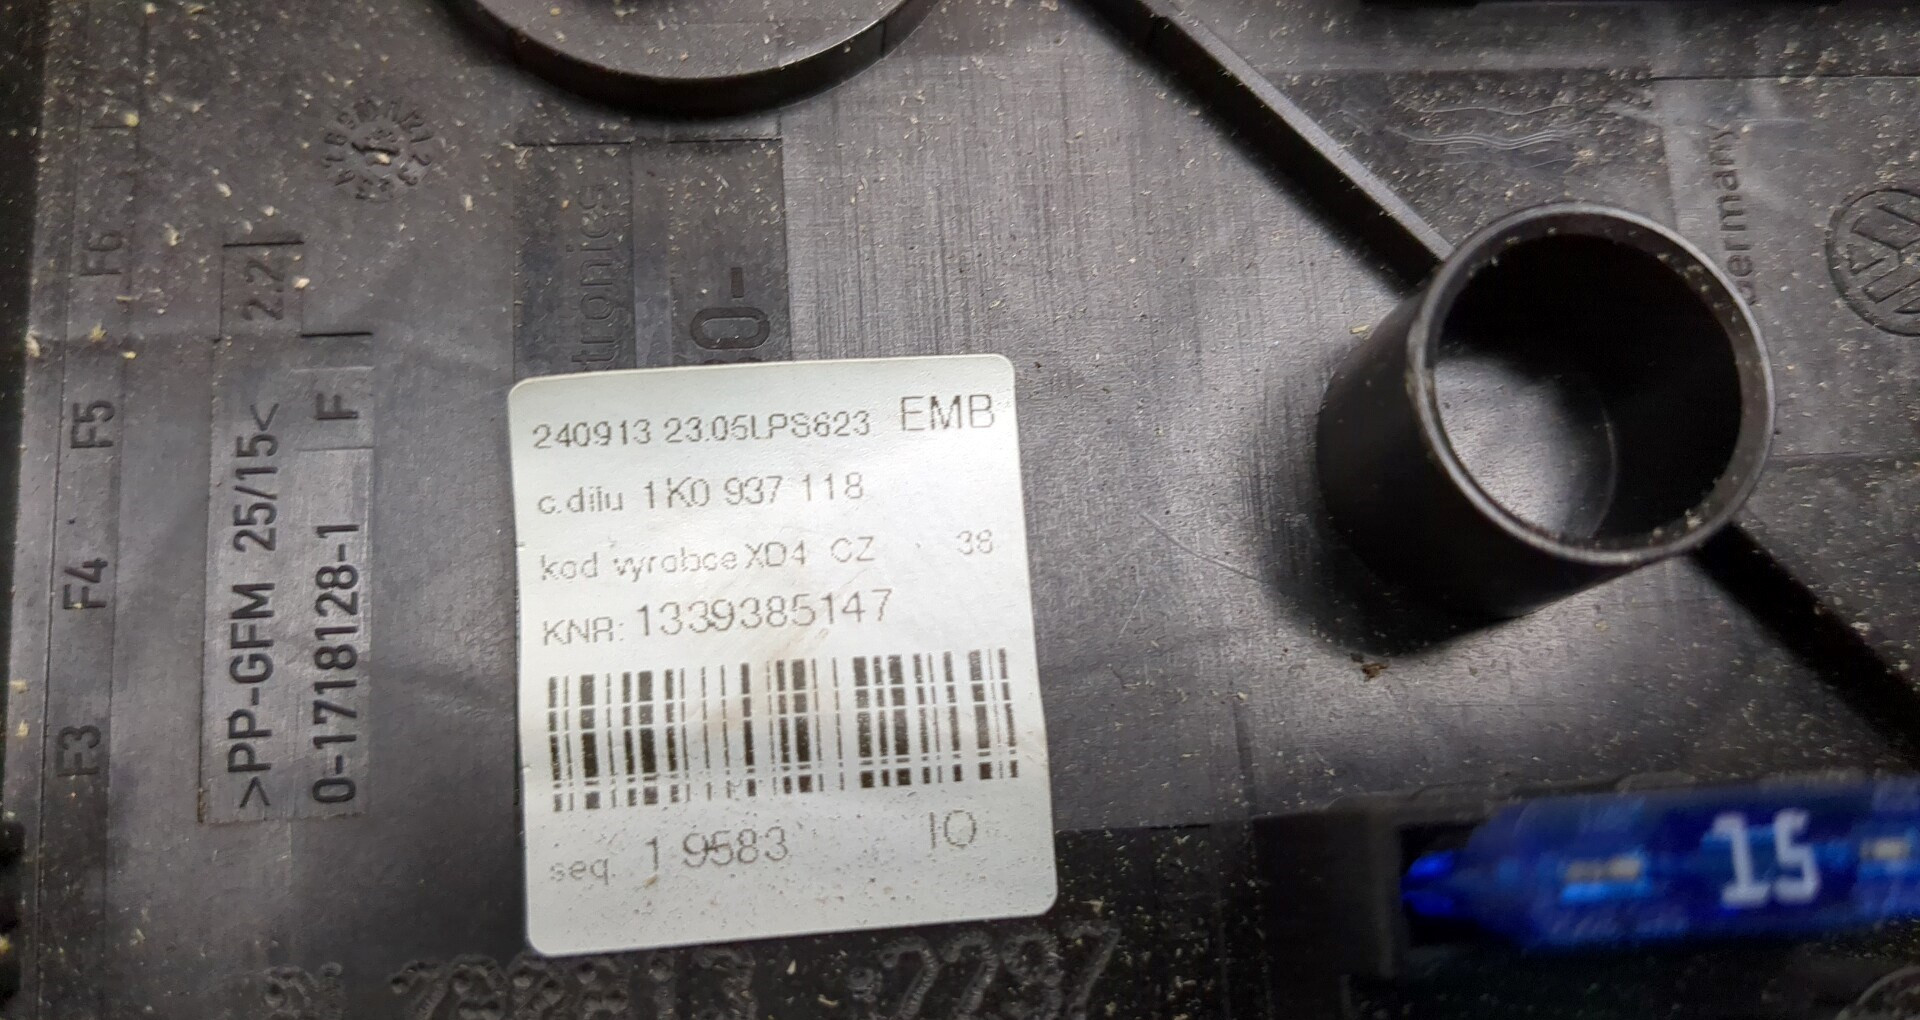 F6
F5
F4
F3
2.2
>PP-GFM 25/15<
F
0-1718128-1
tronics
0-
240913 23.05LPS623 EMB
c.dilu 1K0 937 118
kod vyrobce XD4 CZ 38
KNR: 1339385147
seq. 1 9583 IO
Germany
15